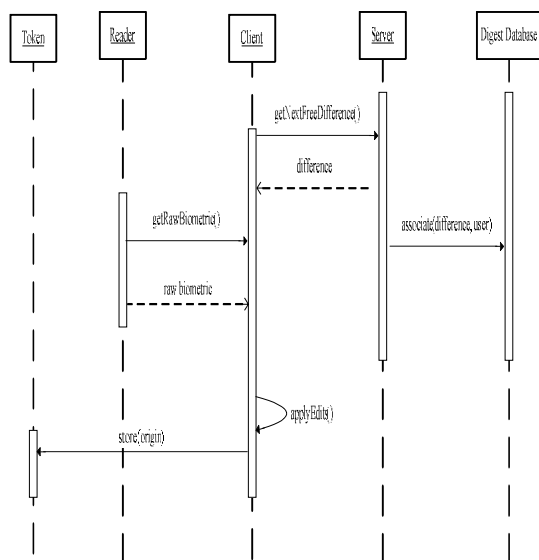 Token
Reader
Client
Server
Digest Database
getNextFreeDifference()
difference
getRawBiometric()
associate(difference, user)
raw biometric
applyEdits()
store(origin)